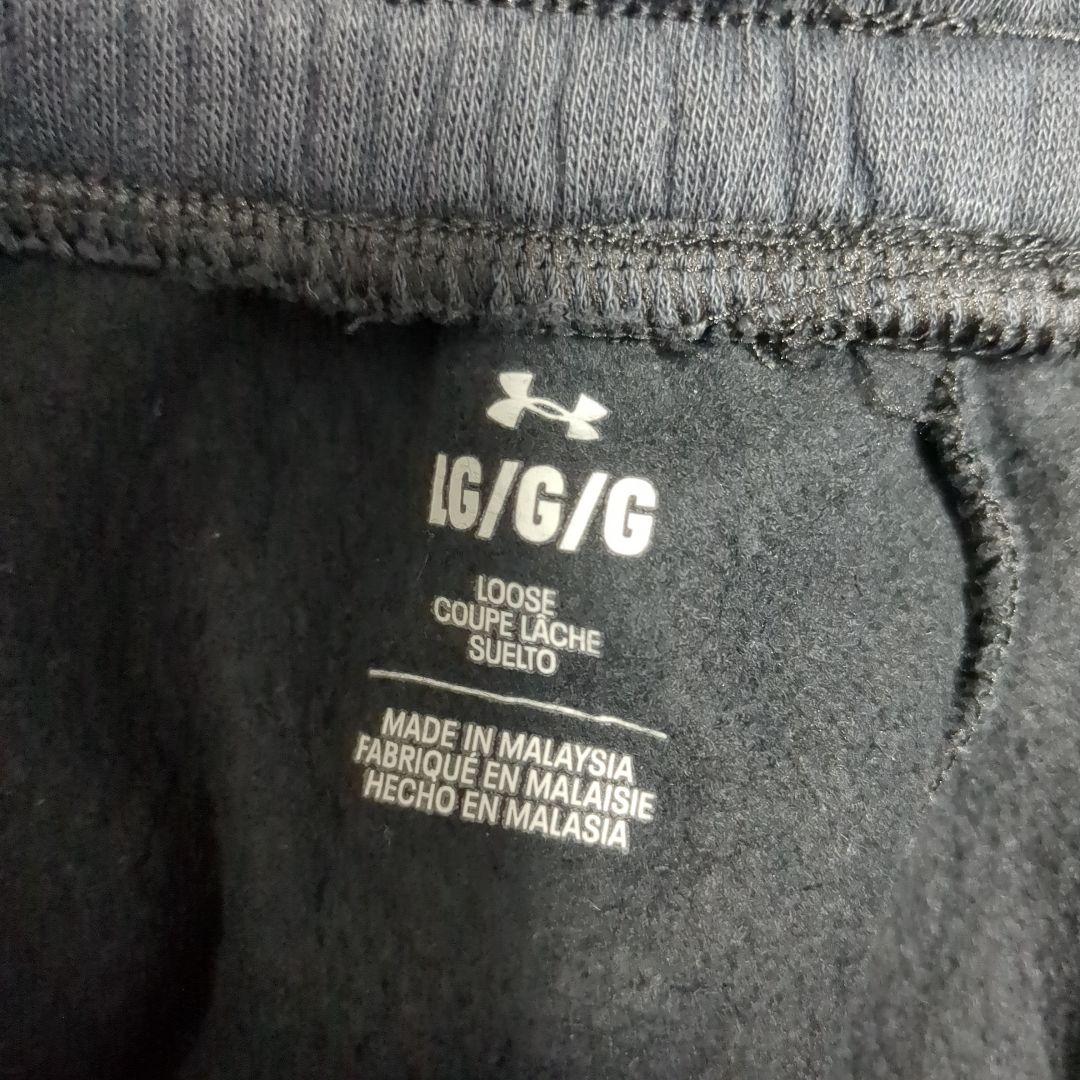 LG/G/G
LOOSE
COUPE LÂCHE
SUELTO
MADE IN MALAYSIA
FABRIQUÉ EN MALAISIE
HECHO EN MALASIA